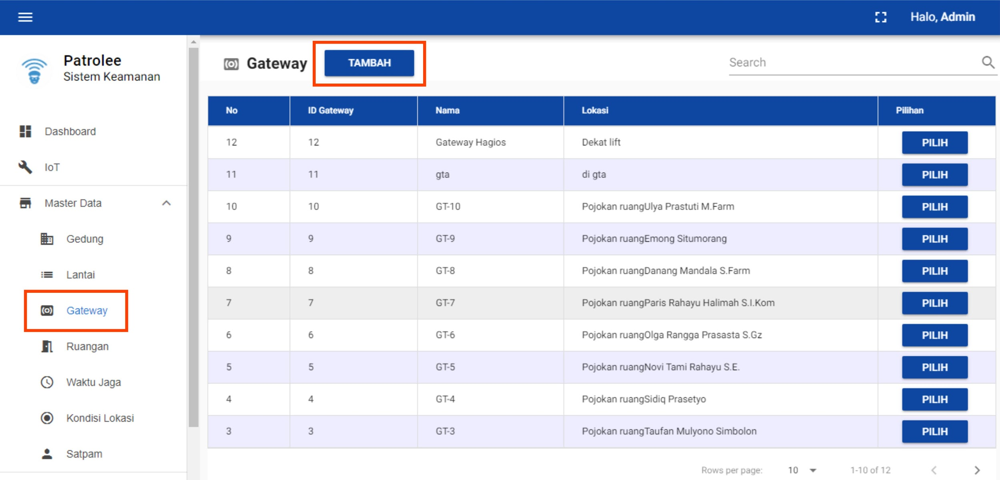 Halo, Admin
Patrolee
Sistem Keamanan
Dashboard
IoT
Master Data
Gedung
Lantai
Gateway
Ruangan
Waktu Jaga
Kondisi Lokasi
Satpam
Gateway TAMBAH Search
No ID Gateway Nama Lokasi Pilihan
12 12 Gateway Hagios Dekat lift PILIH
11 11 gta di gta PILIH
10 10 GT-10 Pojokan ruangUlya Prastuti M.Farm PILIH
9 9 GT-9 Pojokan ruangEmong Situmorang PILIH
8 8 GT-8 Pojokan ruangDanang Mandala S.Farm PILIH
7 7 GT-7 Pojokan ruangParis Rahayu Halimah S.I.Kom PILIH
6 6 GT-6 Pojokan ruangOlga Rangga Prasasta S.Gz PILIH
5 5 GT-5 Pojokan ruangNovi Tami Rahayu S.E. PILIH
4 4 GT-4 Pojokan ruangSidiq Prasetyo PILIH
3 3 GT-3 Pojokan ruangTaufan Mulyono Simbolon PILIH
Rows per page: 10 1-10 of 12